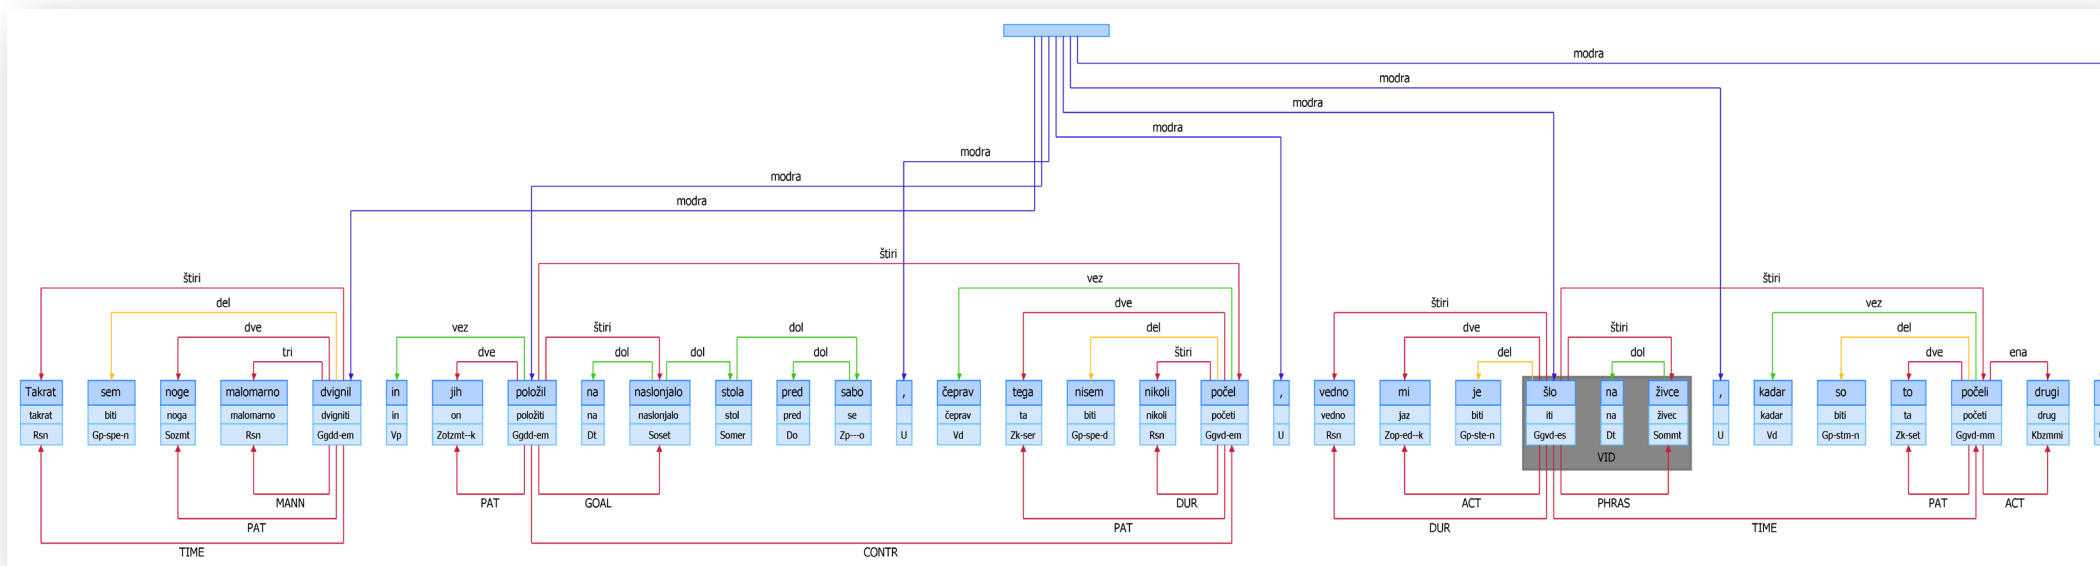 modra
modra
modra
modra
modra
modra
modra
štiri
štiri vez štiri
del dve štiri vez
dve vez štiri dol del dve štiri del
tri dve dol dol dol štiri del dol dve ena
Takrat sem noge malomarno dvignil in jih položil na naslonjalo stola pred sabo , čeprav tega nisem nikoli počel , vedno mi je šlo na živce , kadar so to počeli drugi
takrat biti noga malomarno dvigniti in on položiti na naslonjalo stol pred se , čeprav ta biti nikoli početi , vedno jaz biti iti na živec , kadar biti ta početi drug
Rsn Gp-spe-n Sozmt Rsn Ggdd-em Vp Zotzmt--k Ggdd-em Dt Soset Somer Do Zp---o U Vd Zk-ser Gp-spe-d Rsn Ggvd-em U Rsn Zop-ed--k Gp-ste-n Ggvd-es Dt Sommt U Vd Gp-stm-n Zk-set Ggvd-mm Kbzmmi
VID
MANN PAT GOAL DUR ACT PHRAS PAT ACT
PAT PAT DUR TIME
TIME CONTR